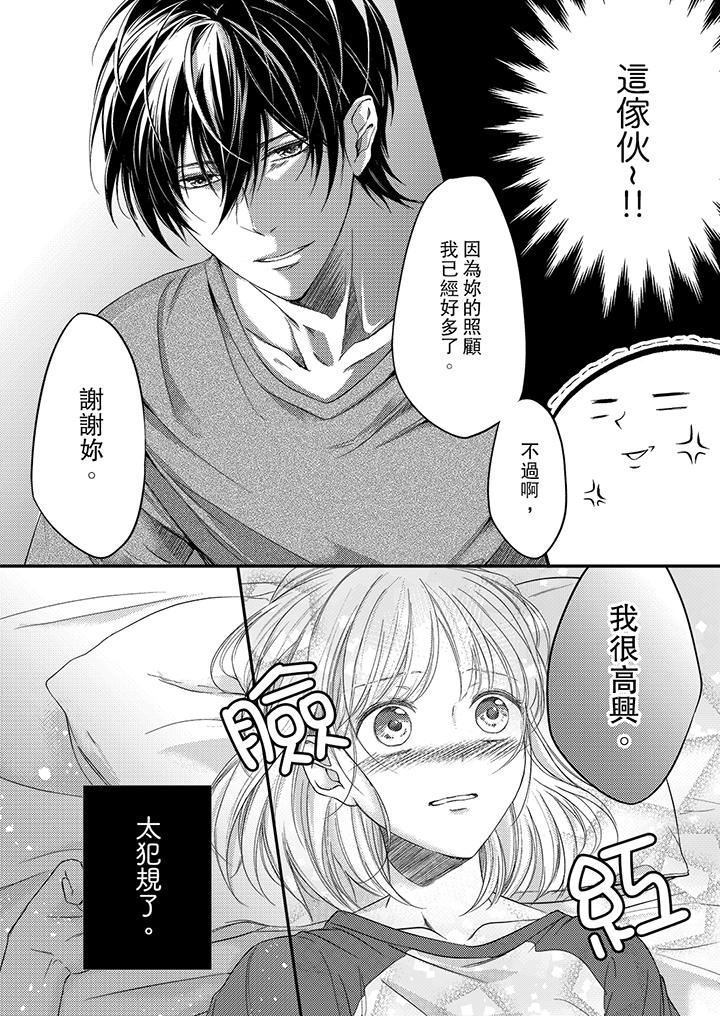 這傢伙~!!
因為妳的照顧
我已經好多了。
不過啊，
謝謝妳。
我很高興。
臉
紅
太犯規了。